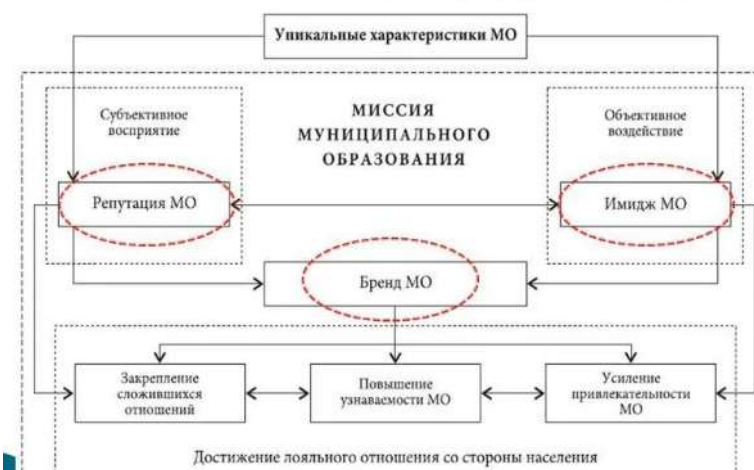 Уникальные характеристики МО
Субъективное
восприятие
МИССИЯ
МУНИЦИПАЛЬНОГО
ОБРАЗОВАНИЯ
Объективное
воздействие
Репутация МО
Имидж МО
Бренд МО
Закрепление
сложившихся
отношений
Повышение
узнаваемости МО
Усиление
привлекательности
МО
Достижение лояльного отношения со стороны населения